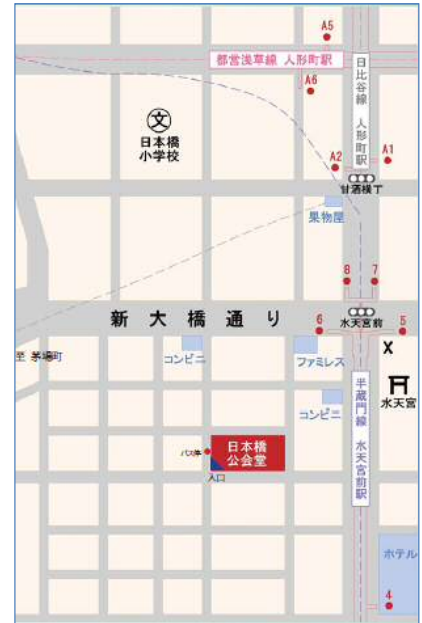 A5
都営浅草線 人形町駅
A6
日比谷線 人形町駅
文
日本橋
小学校
A2
A1
甘酒横丁
果物屋
8
7
新大橋通り
6
水天宮前
5
至 茅場町
コンビニ
ファミレス
X
水天宮
コンビニ
半蔵門線 水天宮前駅
日本橋
公会堂
バス停
入口
ホテル
4